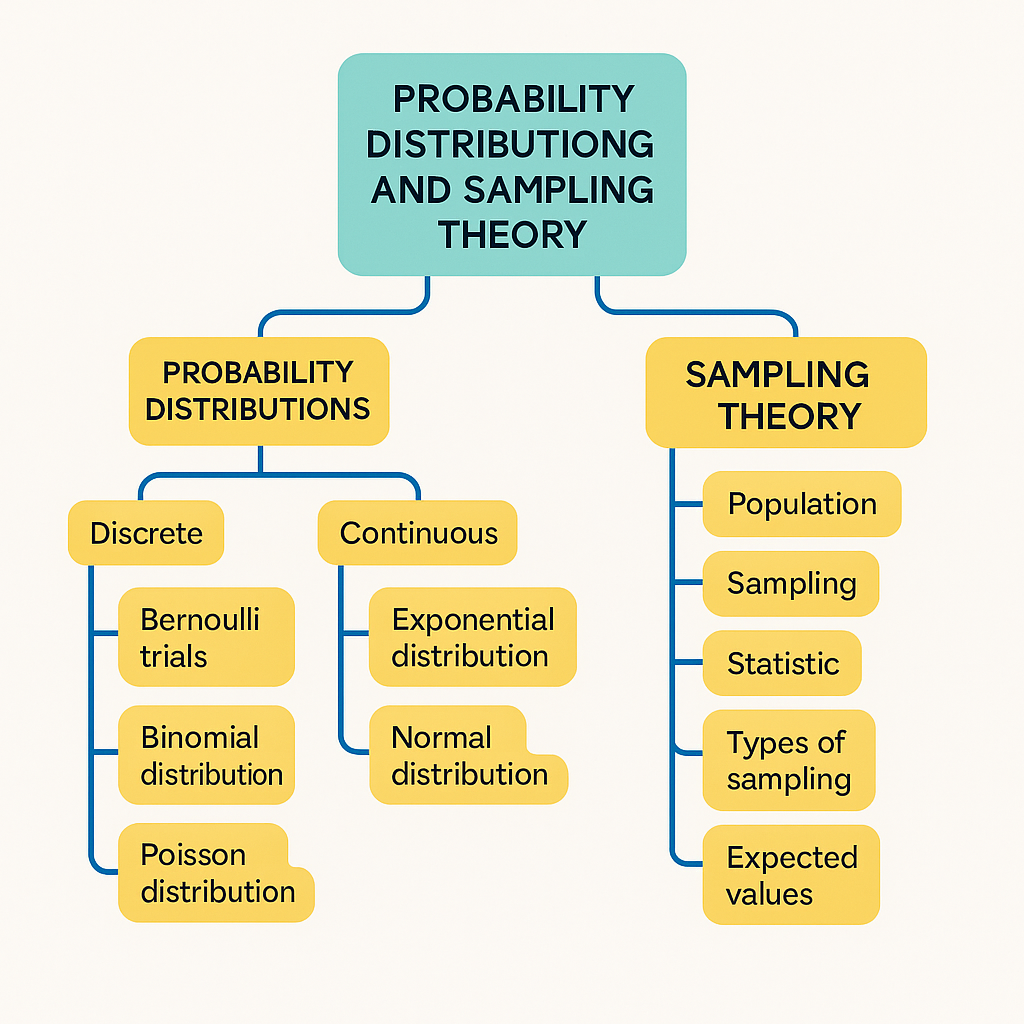 PROBABILITY
DISTRIBUTIONG
AND SAMPLING
THEORY
PROBABILITY
DISTRIBUTIONS
Discrete
Bernoulli
trials
Binomial
distribution
Poisson
distribution
Continuous
Exponential
distribution
Normal
distribution
SAMPLING
THEORY
Population
Sampling
Statistic
Types of
sampling
Expected
values